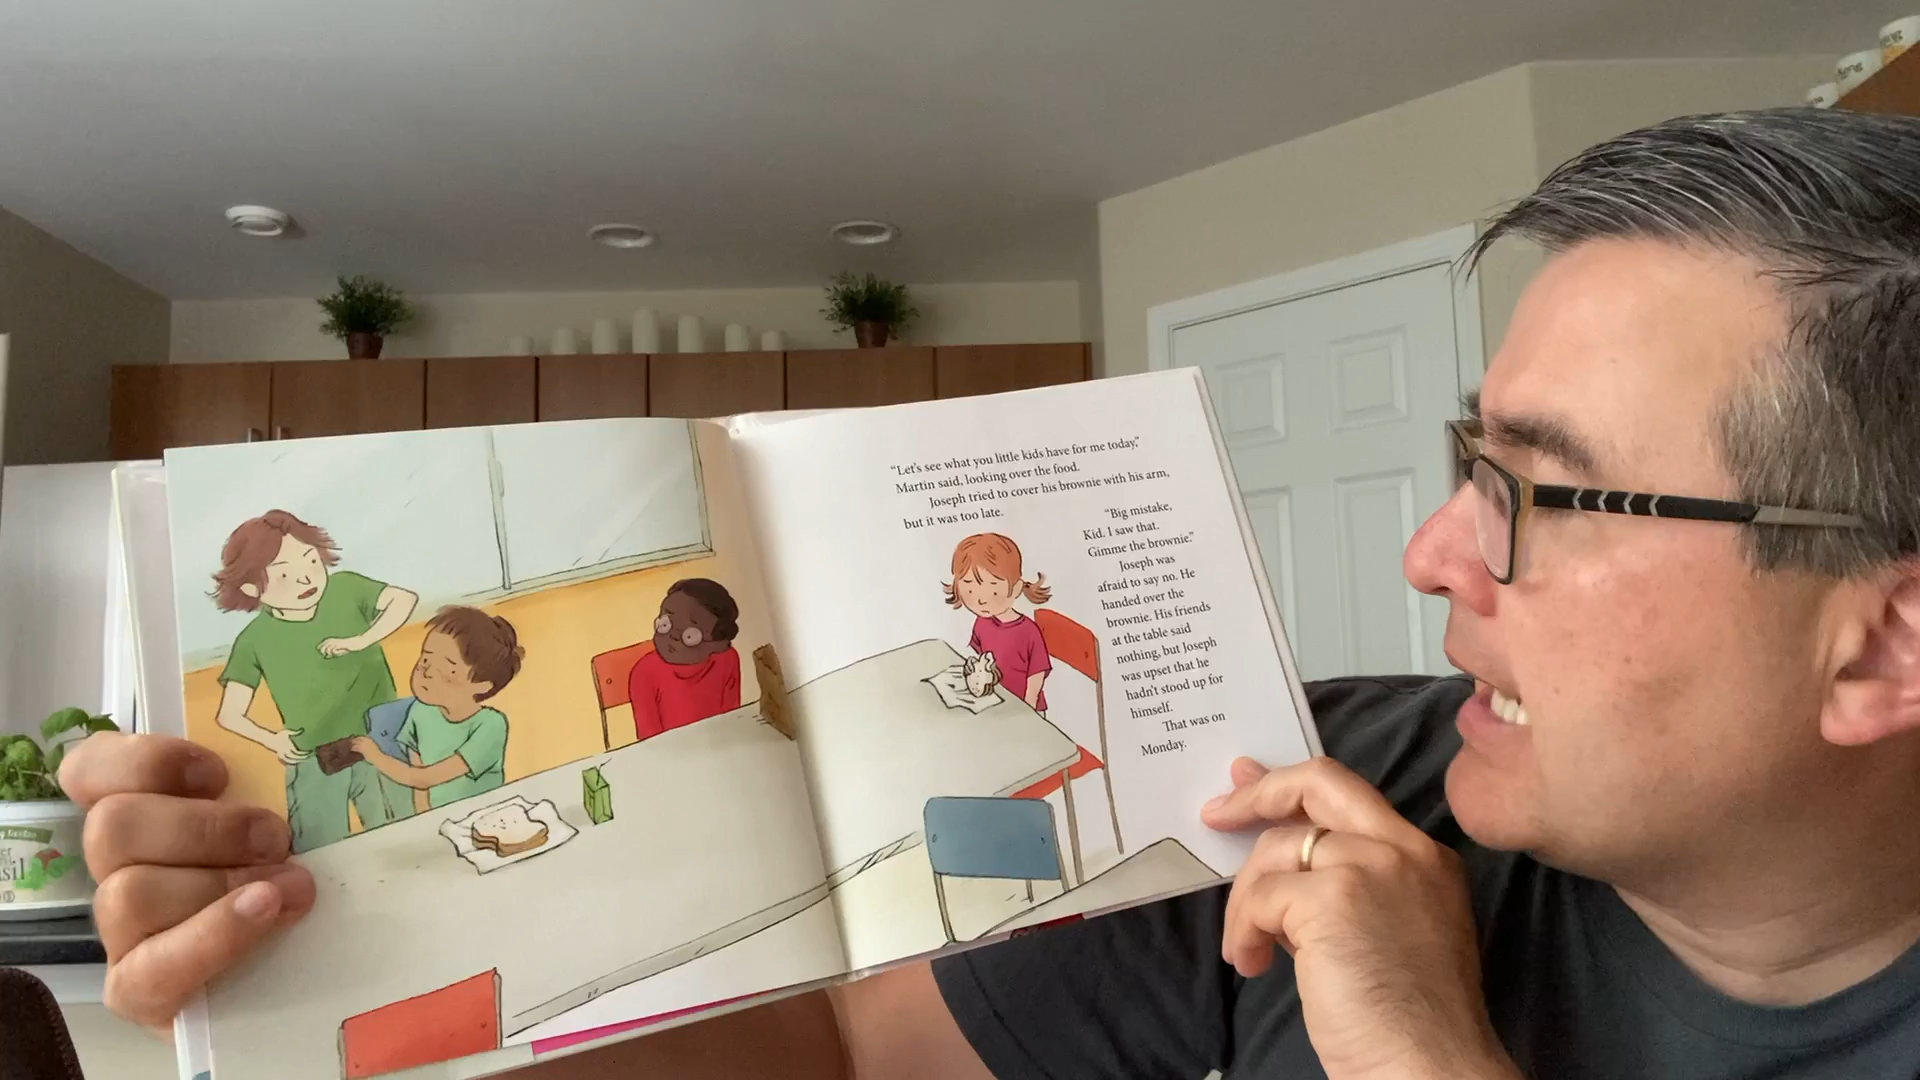 "Let's see what you little kids have for me today,"
Martin said, looking over the food.
Joseph tried to cover his brownie with his arm,
but it was too late.
"Big mistake,
Kid. I saw that.
Gimme the brownie."
Joseph was
afraid to say no. He
handed over the
brownie. His friends
at the table said
nothing, but Joseph
was upset that he
hadn't stood up for
himself.
That was on
Monday.